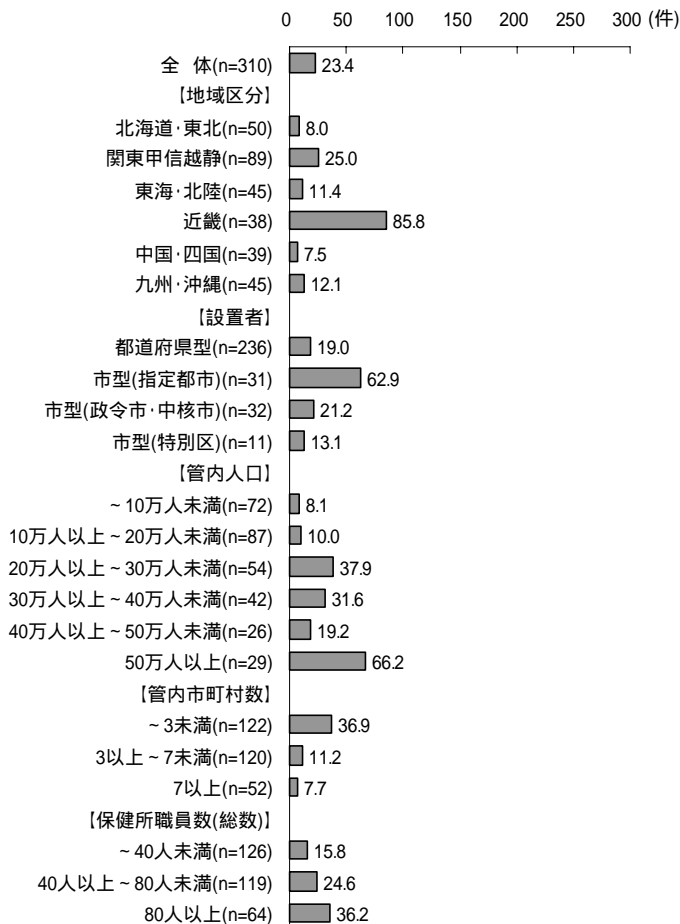 0 50 100 150 200 250 300 (件)
全 体(n=310) 23.4
【地域区分】
北海道･東北(n=50) 8.0
関東甲信越静(n=89) 25.0
東海･北陸(n=45) 11.4
近畿(n=38) 85.8
中国･四国(n=39) 7.5
九州･沖縄(n=45) 12.1
【設置者】
都道府県型(n=236) 19.0
市型(指定都市)(n=31) 62.9
市型(政令市･中核市)(n=32) 21.2
市型(特別区)(n=11) 13.1
【管内人口】
~10万人未満(n=72) 8.1
10万人以上~20万人未満(n=87) 10.0
20万人以上~30万人未満(n=54) 37.9
30万人以上~40万人未満(n=42) 31.6
40万人以上~50万人未満(n=26) 19.2
50万人以上(n=29) 66.2
【管内市町村数】
~3未満(n=122) 36.9
3以上~7未満(n=120) 11.2
7以上(n=52) 7.7
【保健所職員数(総数)】
~40人未満(n=126) 15.8
40人以上~80人未満(n=119) 24.6
80人以上(n=64) 36.2